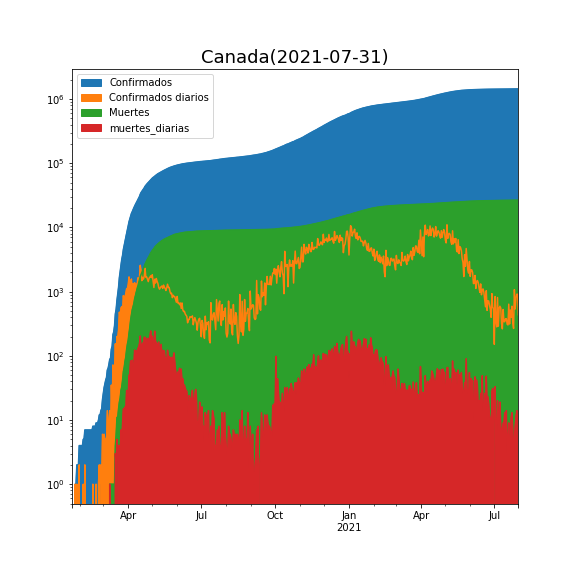 Canada(2021-07-31)
Confirmados
Confirmados diarios
Muertes
muertes_diarias
10^6
10^5
10^4
10^3
10^2
10^1
10^0
Apr Jul Oct Jan Apr Jul
2021